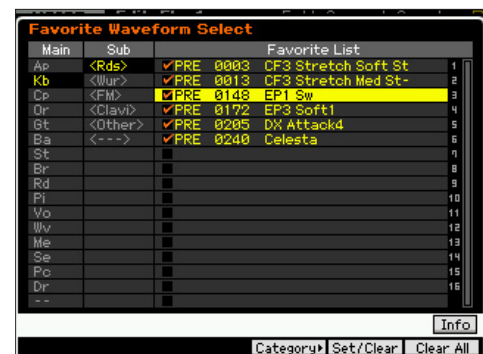 Favorite Waveform Select
Main Sub Favorite List
Ap <Rds> PRE 0003 CF3 Stretch Soft St 1
Kb <Wur> PRE 0013 CF3 Stretch Med St- 2
Cp <FM> PRE 0148 EP1 Sw 3
Or <Clavi> PRE 0172 EP3 Soft1 4
Gt <Other> PRE 0205 DX Attack4 5
Ba <---> PRE 0240 Celesta 6
St 7
Br 8
Rd 9
Pi 10
Vo 11
Wv 12
Me 13
Se 14
Pc 15
Dr 16
--
Info
Category Set/Clear Clear All